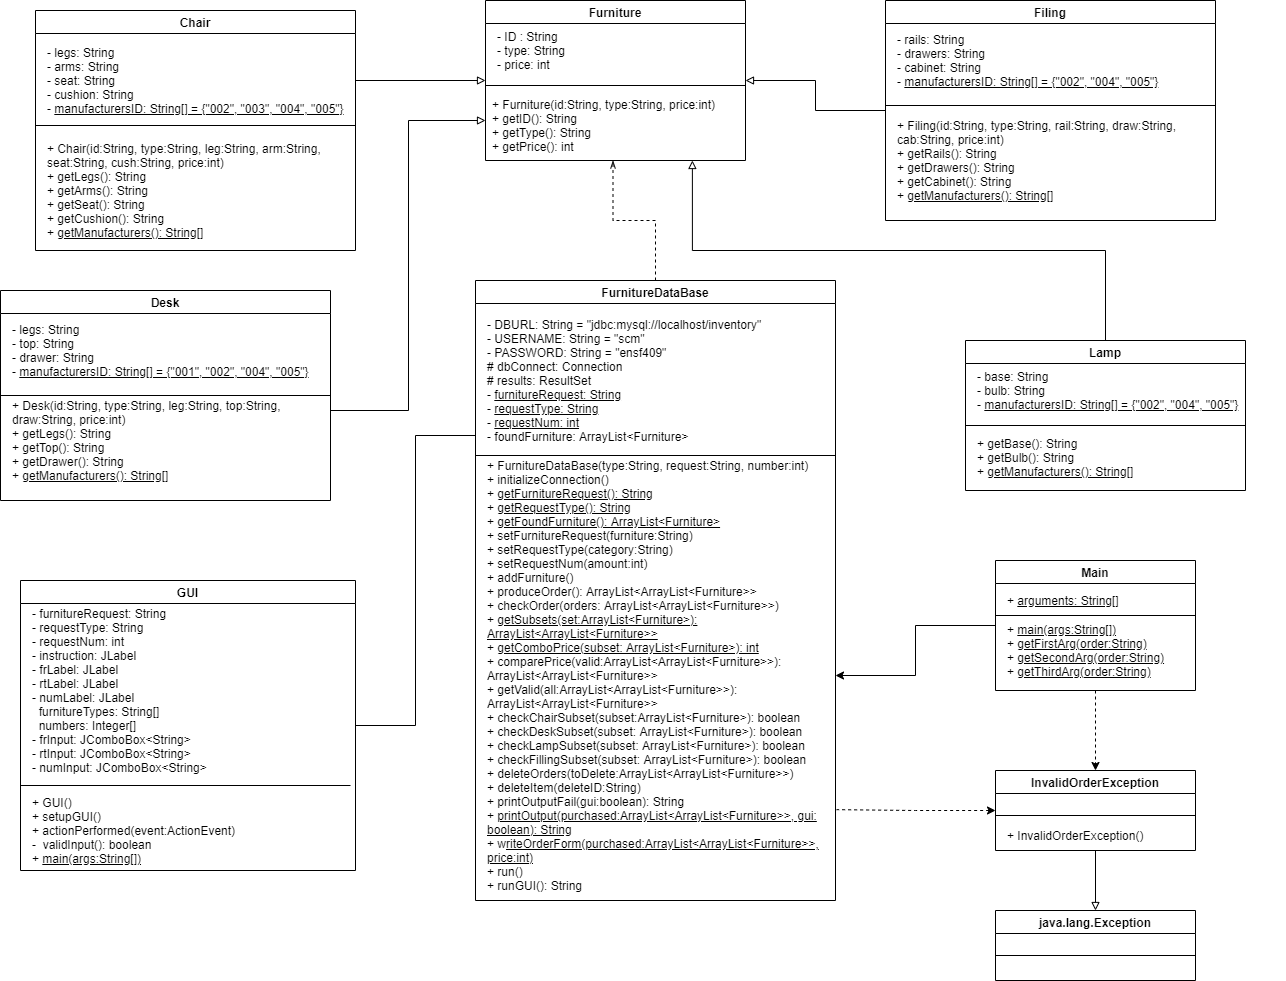 Chair
- legs: String
- arms: String
- seat: String
- cushion: String
- manufactursID: String[] = {"002", "003", "004", "005"}
+ Chair(id:String, type:String, leg:String, arm:String,
seat:String, cush:String, price:int)
+ getLegs(): String
+ getArms(): String
+ getSeat(): String
+ getCushion(): String
+ getManufacturers(): String[]
Furniture
- ID : String
- type: String
- price: int
+ Furniture(id:String, type:String, price:int)
+ getID(): String
+ getType(): String
+ getPrice(): int
Filing
- rails: String
- drawers: String
- cabinet: String
- manufactursID: String[] = {"002", "004", "005"}
+ Filing(id:String, type:String, rail:String, draw:String,
cab:String, price:int)
+ getRails(): String
+ getDrawers(): String
+ getCabinet(): String
+ getManufacturers(): String[]
Desk
- legs: String
- top: String
- drawer: String
- manufactursID: String[] = {"001", "002", "004", "005"}
+ Desk(id:String, type:String, leg:String, top:String,
draw:String, price:int)
+ getLegs(): String
+ getTop(): String
+ getDrawer(): String
+ getManufacturers(): String[]
FurnitureDataBase
- DBURL: String = "jdbc:mysql://localhost/inventory"
- USERNAME: String = "scm"
- PASSWORD: String = "ensf409"
# dbConnect: Connection
# results: ResultSet
- furnitureRequest: String
- requestType: String
- requestNum: int
- foundFurniture: ArrayList<Furniture>
+ FurnitureDataBase(type:String, request:String, number:int)
+ initializeConnection()
+ getFurnitureRequest(): String
+ getRequestType(): String
+ getFoundFurniture(): ArrayList<Furniture>
+ setFurnitureRequest(furniture:String)
+ setRequestType(category:String)
+ setRequestNum(amount:int)
+ addFurniture()
+ produceOrder(): ArrayList<ArrayList<Furniture>>
+ checkOrder(orders: ArrayList<ArrayList<Furniture>>)
+ getSubsets(set:ArrayList<Furniture>):
ArrayList<ArrayList<Furniture>>
+ getComboPrice(subset: ArrayList<Furniture>): int
+ comparePrice(valid:ArrayList<ArrayList<Furniture>>):
ArrayList<ArrayList<Furniture>>
+ getValid(all:ArrayList<ArrayList<Furniture>>):
ArrayList<ArrayList<Furniture>>
+ checkChairSubset(subset:ArrayList<Furniture>): boolean
+ checkDeskSubset(subset: ArrayList<Furniture>): boolean
+ checkLampSubset(subset: ArrayList<Furniture>): boolean
+ checkFillingSubset(subset: ArrayList<Furniture>): boolean
+ deleteOrders(toDelete:ArrayList<ArrayList<Furniture>>)
+ deleteItem(deleteID:String)
+ printOutputFail(gui:boolean): String
+ printOutput(purchased:ArrayList<ArrayList<Furniture>>, gui:
boolean): String
+ writeOrderForm(purchased:ArrayList<ArrayList<Furniture>>,
price:int)
+ run()
+ runGUI(): String
Lamp
- base: String
- bulb: String
- manufactursID: String[] = {"002", "004", "005"}
+ getBase(): String
+ getBulb(): String
+ getManufacturers(): String[]
GUI
- furnitureRequest: String
- requestType: String
- requestNum: int
- instruction: JLabel
- frLabel: JLabel
- rtLabel: JLabel
- numLabel: JLabel
furnitureTypes: String[]
numbers: Integer[]
- frInput: JComboBox<String>
- rtInput: JComboBox<String>
- numInput: JComboBox<String>
+ GUI()
+ setupGUI()
+ actionPerformed(event:ActionEvent)
- validInput(): boolean
+ main(args:String[])
Main
+ arguments: String[]
+ main(args:String[])
+ getFirstArg(order:String)
+ getSecondArg(order:String)
+ getThirdArg(order:String)
InvalidOrderException
+ InvalidOrderException()
java.lang.Exception